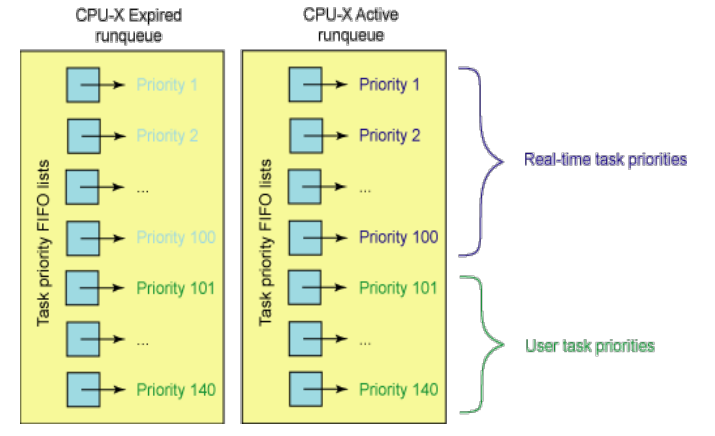 CPU-X Expired
runqueue
CPU-X Active
runqueue
Task priority FIFO lists
Priority 1
Priority 2
...
Priority 100
Priority 101
...
Priority 140
Task priority FIFO lists
Priority 1
Priority 2
...
Priority 100
Priority 101
...
Priority 140
Real-time task priorities
User task priorities